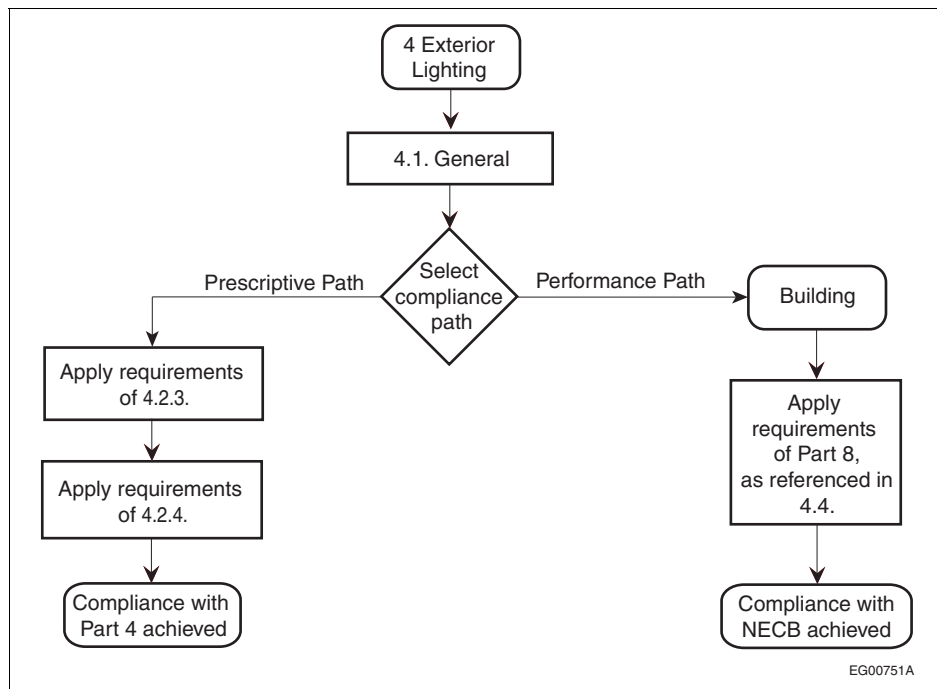 4 Exterior
Lighting
4.1. General
Select
compliance
path
Prescriptive Path
Performance Path
Building
Apply requirements
of 4.2.3.
Apply requirements
of 4.2.4.
Compliance with
Part 4 achieved
Apply
requirements
of Part 8,
as referenced in
4.4.
Compliance with
NECB achieved
EG00751A